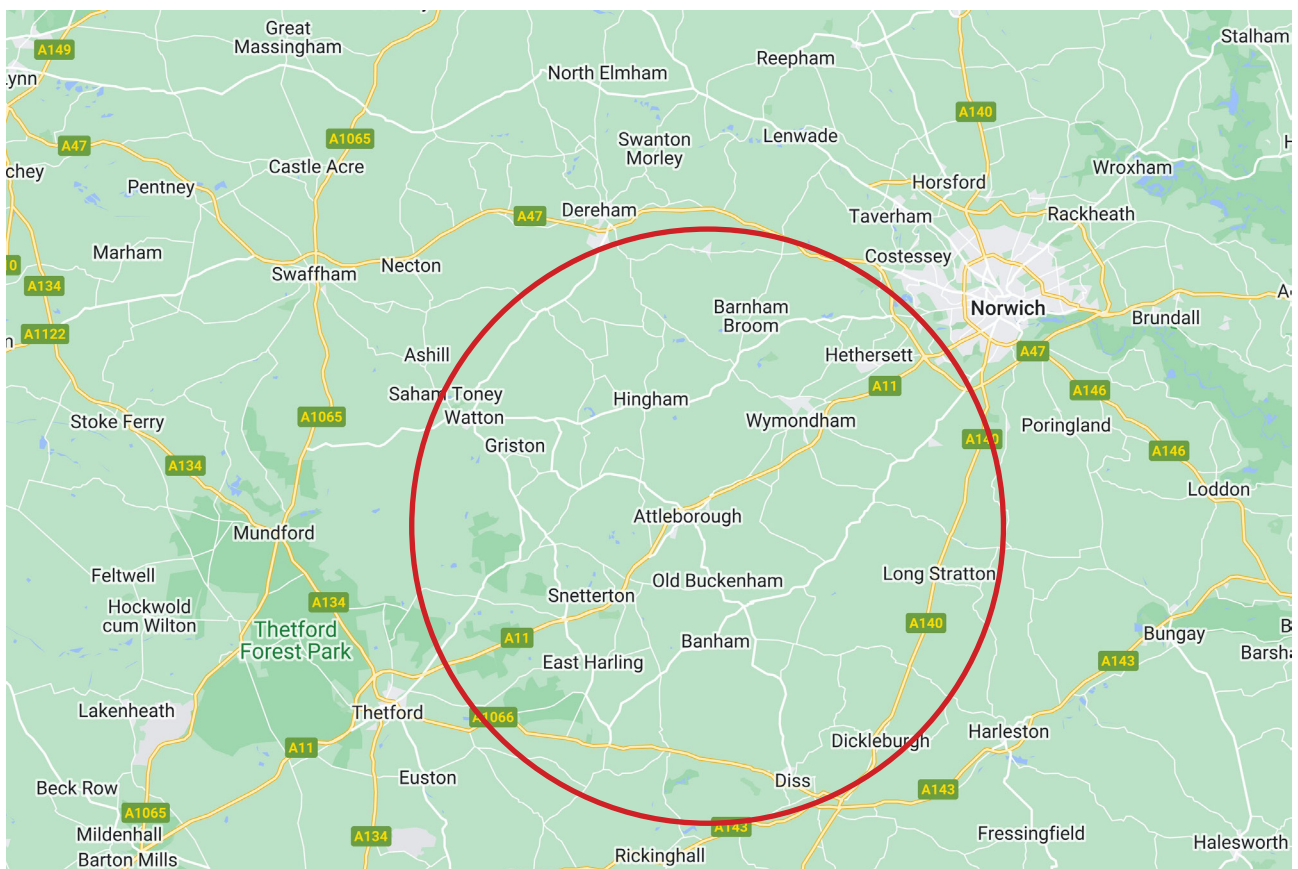 Great
Massingham
A149
Lynn
North Elmham
Reepham
Stalham
A140
A1065
A47
Swanton
Morley
Lenwade
chey
Pentney
Castle Acre
Horsford
Wroxham
Dereham
A47
Taverham
Rackheath
Marham
Swaffham
Necton
Costessey
A134
Norwich
Brundall
Barnham
Broom
A1122
Ashill
Hethersett
A47
A11
A146
Saham Toney
Watton
Hingham
Stoke Ferry
A1065
Wymondham
Poringland
Griston
A140
A146
A134
Loddon
Mundford
Attleborough
Feltwell
Old Buckenham
Long Stratton
Snetterton
A134
Hockwold
cum Wilton
Thetford
Forest Park
A11
Banham
A140
Bungay
Barsha
East Harling
A143
Lakenheath
Thetford
A1066
Harleston
Dickleburgh
A11
Diss
Euston
A143
Beck Row
A1065
Mildenhall
A134
A143
Fressingfield
Halesworth
Barton Mills
Rickinghall